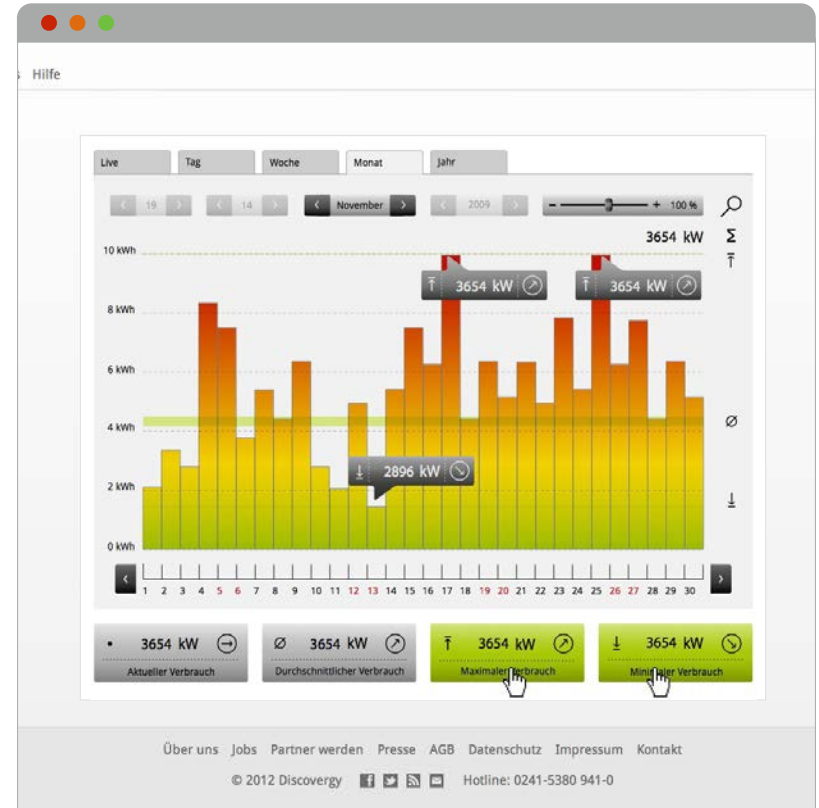 Hilfe
Live Tag Woche Monat Jahr
19 14 November 2009 - + 100 %
3654 kW Σ
10 kWh
3654 kW 3654 kW
8 kWh
6 kWh
Ø
4 kWh
2896 kW
2 kWh
0 kWh
1 2 3 4 5 6 7 8 9 10 11 12 13 14 15 16 17 18 19 20 21 22 23 24 25 26 27 28 29 30
3654 kW Ø 3654 kW 3654 kW 3654 kW
Aktueller Verbrauch Durchschnittlicher Verbrauch Maximaler Verbrauch Minimaler Verbrauch
Über uns Jobs Partner werden Presse AGB Datenschutz Impressum Kontakt
© 2012 Discovergy Hotline: 0241-5380 941-0